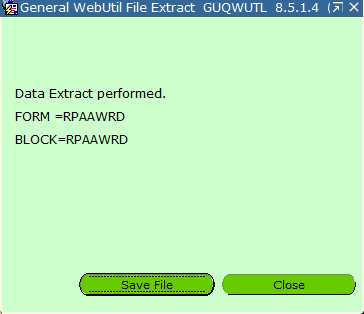 General WebUtil File Extract GUQWUTL 8.5.1.4
Data Extract performed.
FORM =RPAAWRD
BLOCK=RPAAWRD
Save File Close